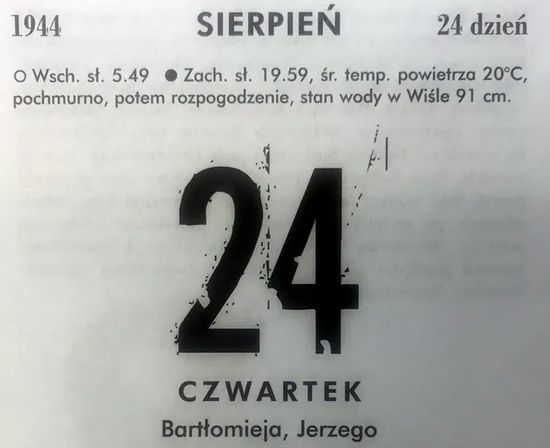 1944 SIERPIEŃ 24 dzień
O Wsch. sł. 5.49 ● Zach. sł. 19.59, śr. temp. powietrza 20°C,
pochmurno, potem rozpogodzenie, stan wody w Wiśle 91 cm.
24
CZWARTEK
Bartłomieja, Jerzego